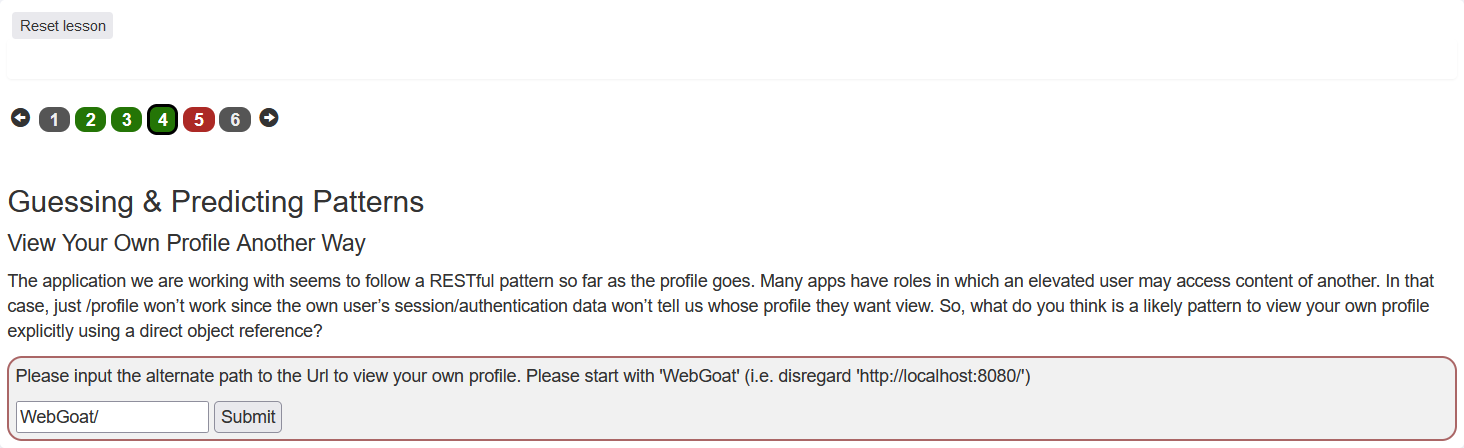 Reset lesson
1 2 3 4 5 6
Guessing & Predicting Patterns
View Your Own Profile Another Way
The application we are working with seems to follow a RESTful pattern so far as the profile goes. Many apps have roles in which an elevated user may access content of another. In that
case, just /profile won’t work since the own user’s session/authentication data won’t tell us whose profile they want view. So, what do you think is a likely pattern to view your own profile
explicitly using a direct object reference?
Please input the alternate path to the Url to view your own profile. Please start with 'WebGoat' (i.e. disregard 'http://localhost:8080/')
WebGoat/ Submit